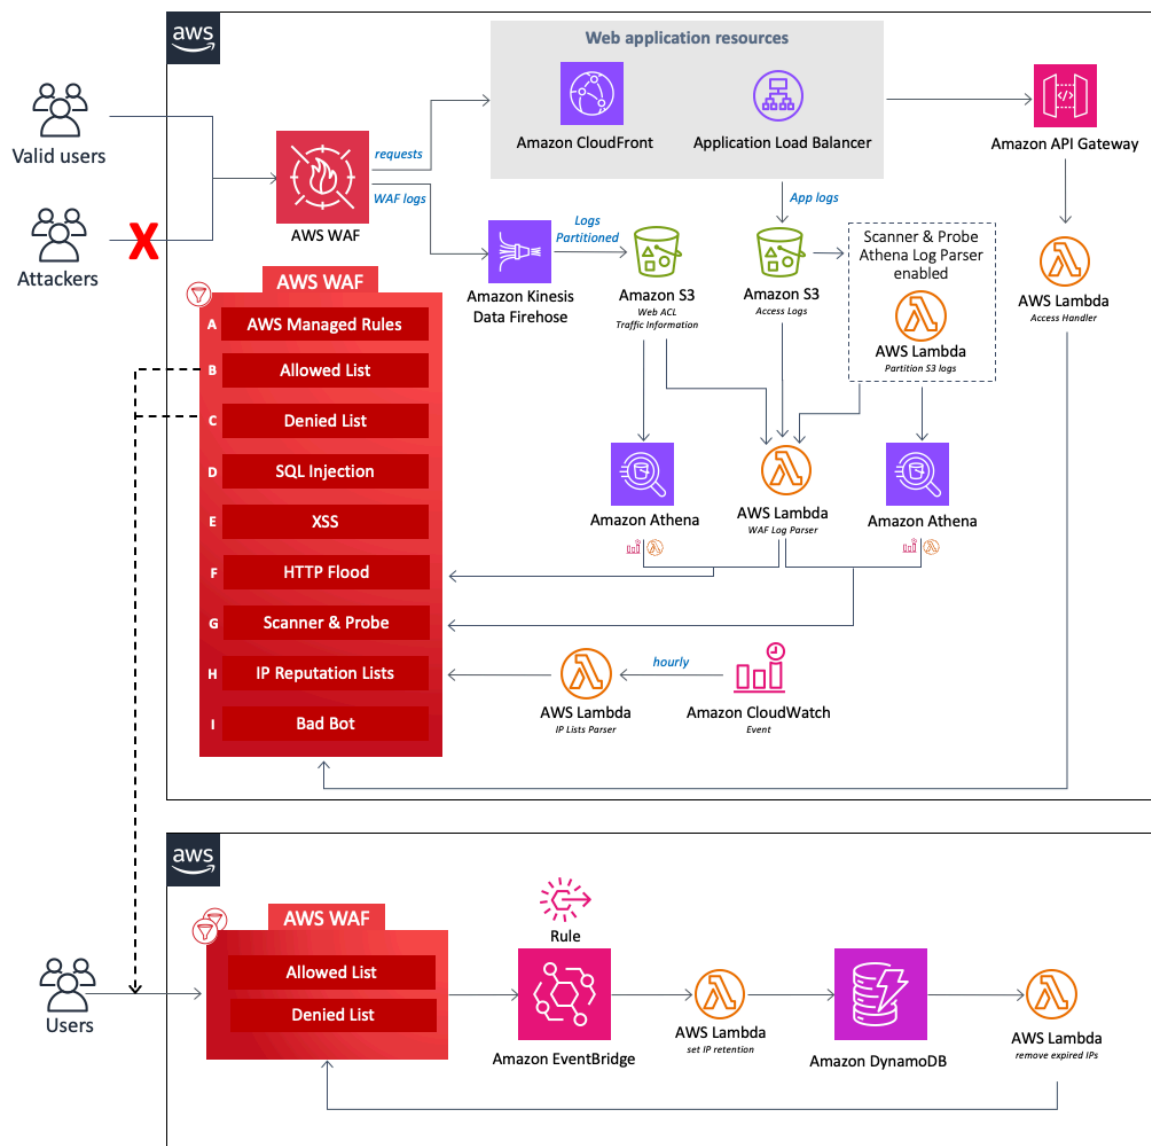 aws
Web application resources
Amazon CloudFront
Application Load Balancer
Amazon API Gateway
Valid users
Attackers
X
requests
WAF logs
AWS WAF
App logs
Logs
Partitioned
Amazon Kinesis
Data Firehose
Amazon S3
Web ACL
Traffic Information
Amazon S3
Access Logs
Scanner & Probe
Athena Log Parser
enabled
AWS Lambda
Partition S3 logs
AWS Lambda
Access Handler
AWS WAF
A AWS Managed Rules
B Allowed List
C Denied List
D SQL Injection
E XSS
F HTTP Flood
G Scanner & Probe
H IP Reputation Lists
I Bad Bot
Amazon Athena
AWS Lambda
WAF Log Parser
Amazon Athena
hourly
AWS Lambda
IP Lists Parser
Amazon CloudWatch
Event
aws
Users
AWS WAF
Allowed List
Denied List
Rule
Amazon EventBridge
AWS Lambda
set IP retention
Amazon DynamoDB
AWS Lambda
remove expired IPs